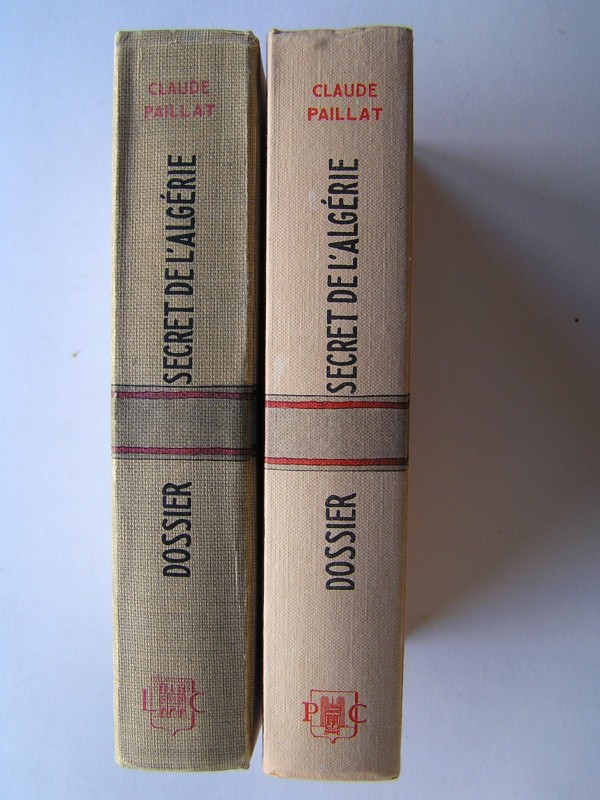 CLAUDE
PAILLAT
DOSSIER SECRET DE L'ALGÉRIE
L C
CLAUDE
PAILLAT
DOSSIER SECRET DE L'ALGÉRIE
P C